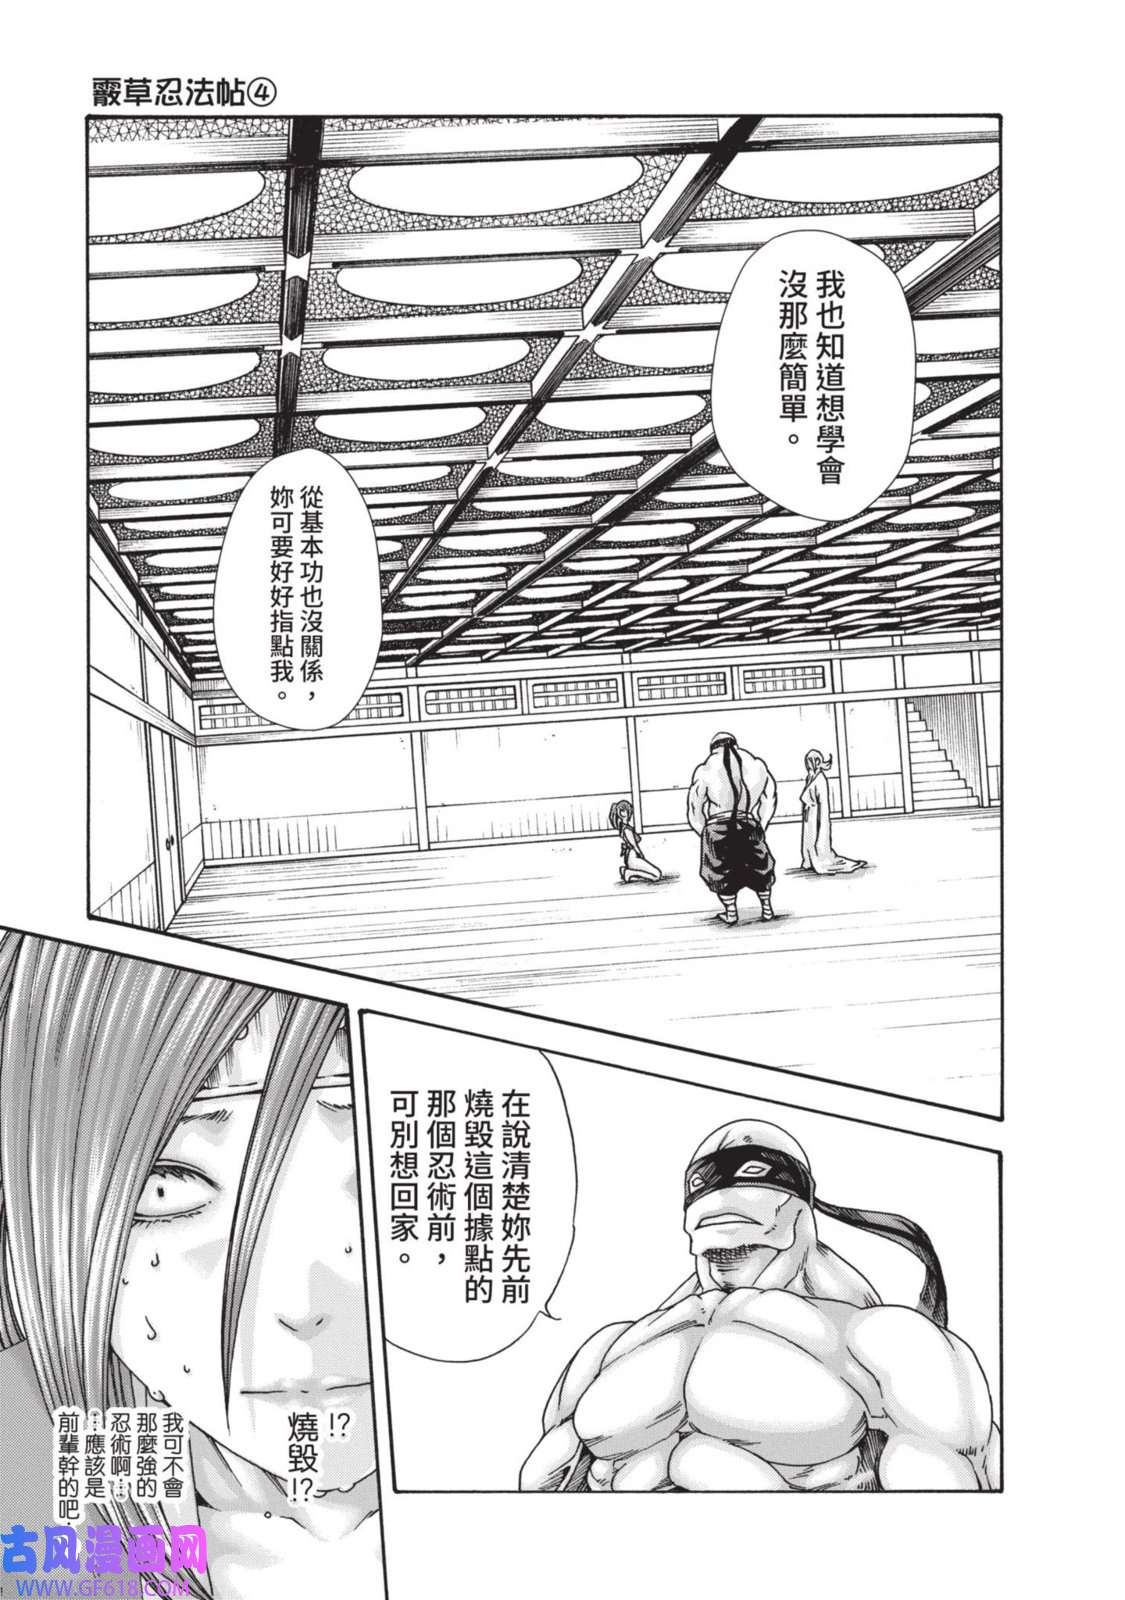 霰草忍法帖④
我也知道想學會
沒那麼簡單。
從基本功也沒關係，
妳可要好好指點我。
在說清楚妳先前
燒毀這個據點的
那個忍術前，
可別想回家。
!?
燒毀!?
我可不會
那麼強的
忍術啊
應該是
前輩幹的吧
古风漫画网
WWW.GF618.COM